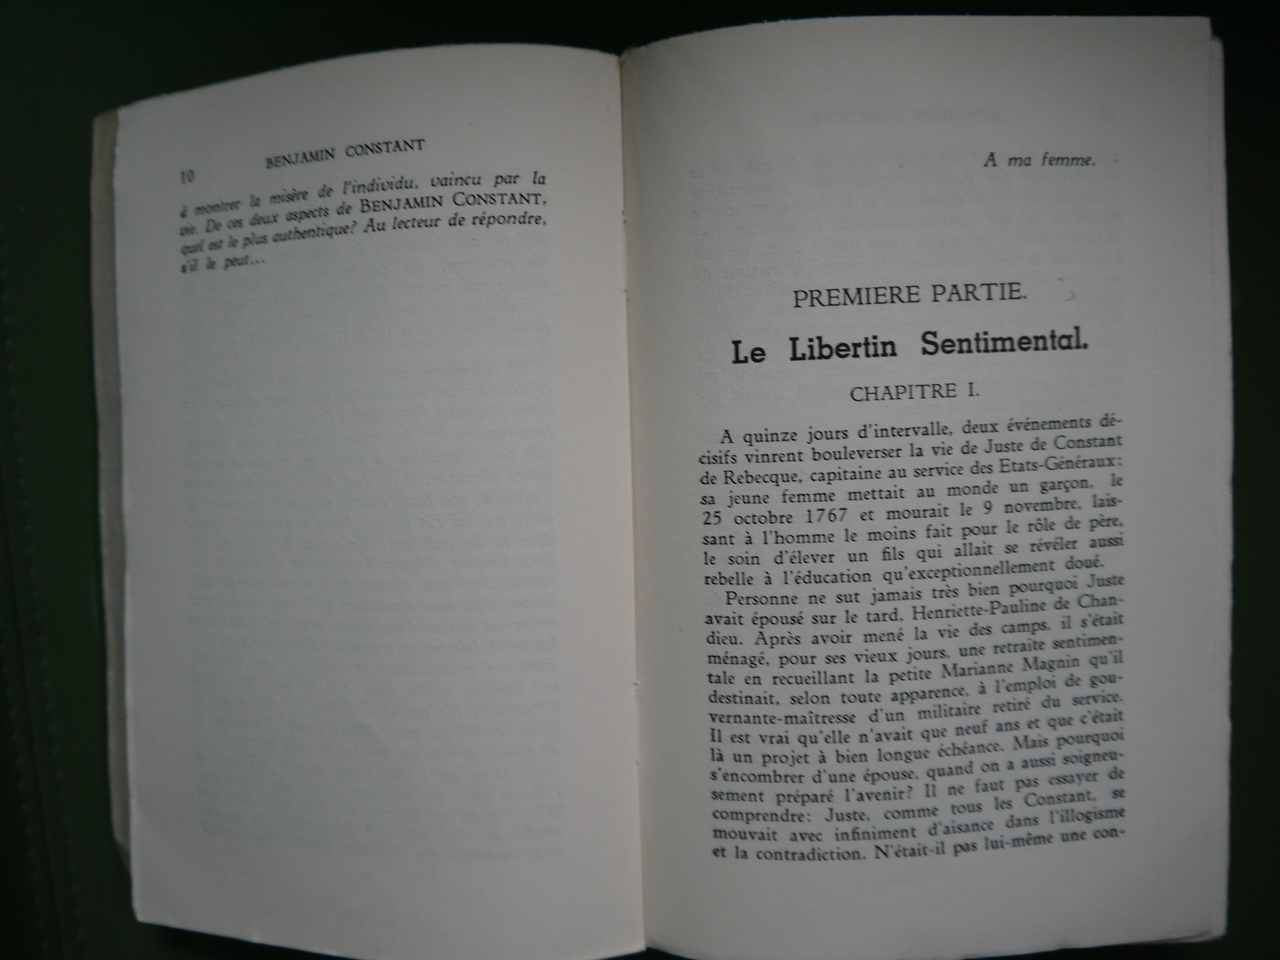 10
BENJAMIN CONSTANT
à montrer la misère de l'individu, vaincu par la
vie. De ces deux aspects de BENJAMIN CONSTANT,
quel est le plus authentique? Au lecteur de répondre,
s'il le peut...
A ma femme.
PREMIERE PARTIE.
Le Libertin Sentimental.
CHAPITRE I.
A quinze jours d'intervalle, deux événements dé-
cisifs vinrent bouleverser la vie de Juste de Constant
de Rebecque, capitaine au service des Etats-Généraux:
sa jeune femme mettait au monde un garçon, le
25 octobre 1767 et mourait le 9 novembre, lais-
sant à l'homme le moins fait pour le rôle de père,
le soin d'élever un fils qui allait se révéler aussi
rebelle à l'éducation qu'exceptionnellement doué.
Personne ne sut jamais très bien pourquoi Juste
avait épousé sur le tard, Henriette-Pauline de Chan-
dieu. Après avoir mené la vie des camps, il s'était
ménagé, pour ses vieux jours, une retraite sentimen-
tale en recueillant la petite Marianne Magnin qu'il
destinait, selon toute apparence, à l'emploi de gou-
vernante-maîtresse d'un militaire retiré du service.
Il est vrai qu'elle n'avait que neuf ans et que c'était
là un projet à bien longue échéance. Mais pourquoi
s'encombrer d'une épouse, quand on a aussi soigneu-
sement préparé l'avenir? Il ne faut pas essayer de
comprendre: Juste, comme tous les Constant, se
mouvait avec infiniment d'aisance dans l'illogisme
et la contradiction. N'était-il pas lui-même une con-